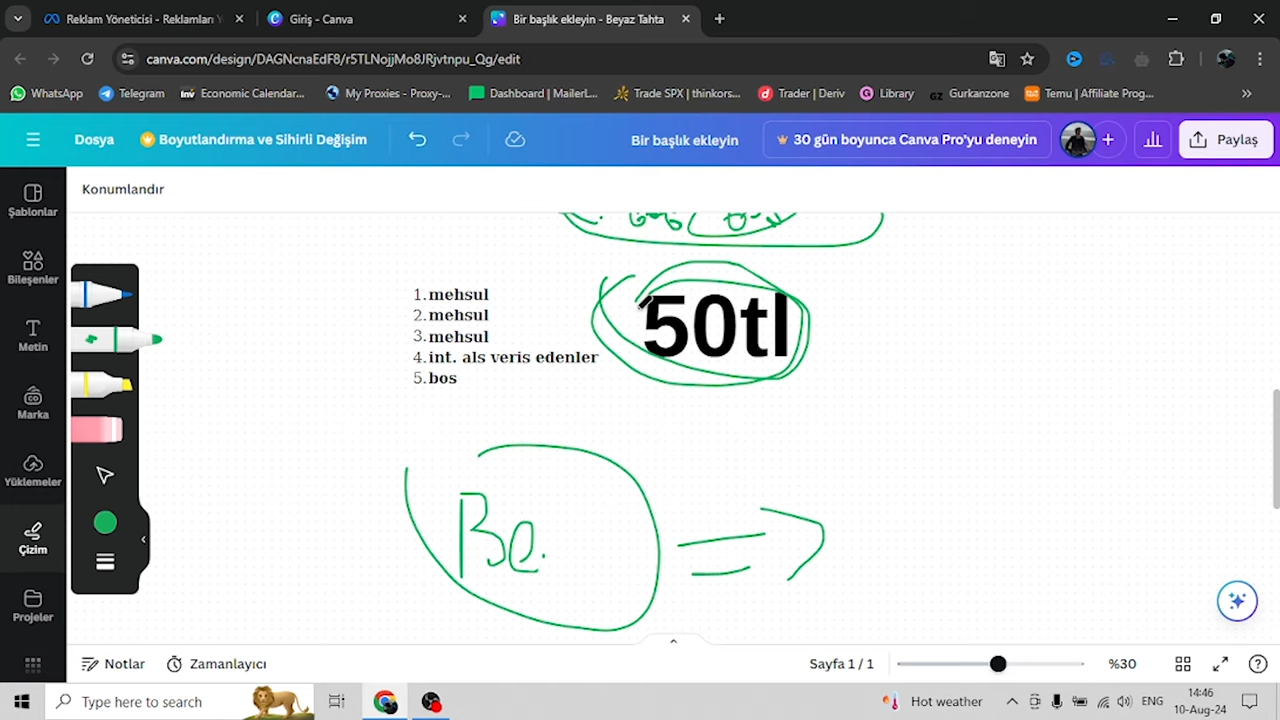 Reklam Yöneticisi - Reklamları Y
Giriş - Canva
Bir başlık ekleyin - Beyaz Tahta
canva.com/design/DAGNcnaEdF8/r5TLNojjMo8JRjvtnpu_Qg/edit
WhatsApp
Telegram
Economic Calendar...
My Proxies - Proxy-...
Dashboard | MailerL...
Trade SPX | thinkors...
Trader | Deriv
Library
Gurkanzone
Temu | Affiliate Prog...
Dosya
Boyutlandırma ve Sihirli Değişim
Bir başlık ekleyin
30 gün boyunca Canva Pro'yu deneyin
Paylaş
Konumlandır
Şablonlar
Bileşenler
Metin
Marka
Yüklemeler
Çizim
Projeler
1. mehsul
2. mehsul
3. mehsul
4. int. als veris edenler
5. bos
50tl
Be.
Notlar
Zamanlayıcı
Sayfa 1 / 1
%30
Type here to search
Hot weather
ENG
14:46
10-Aug-24